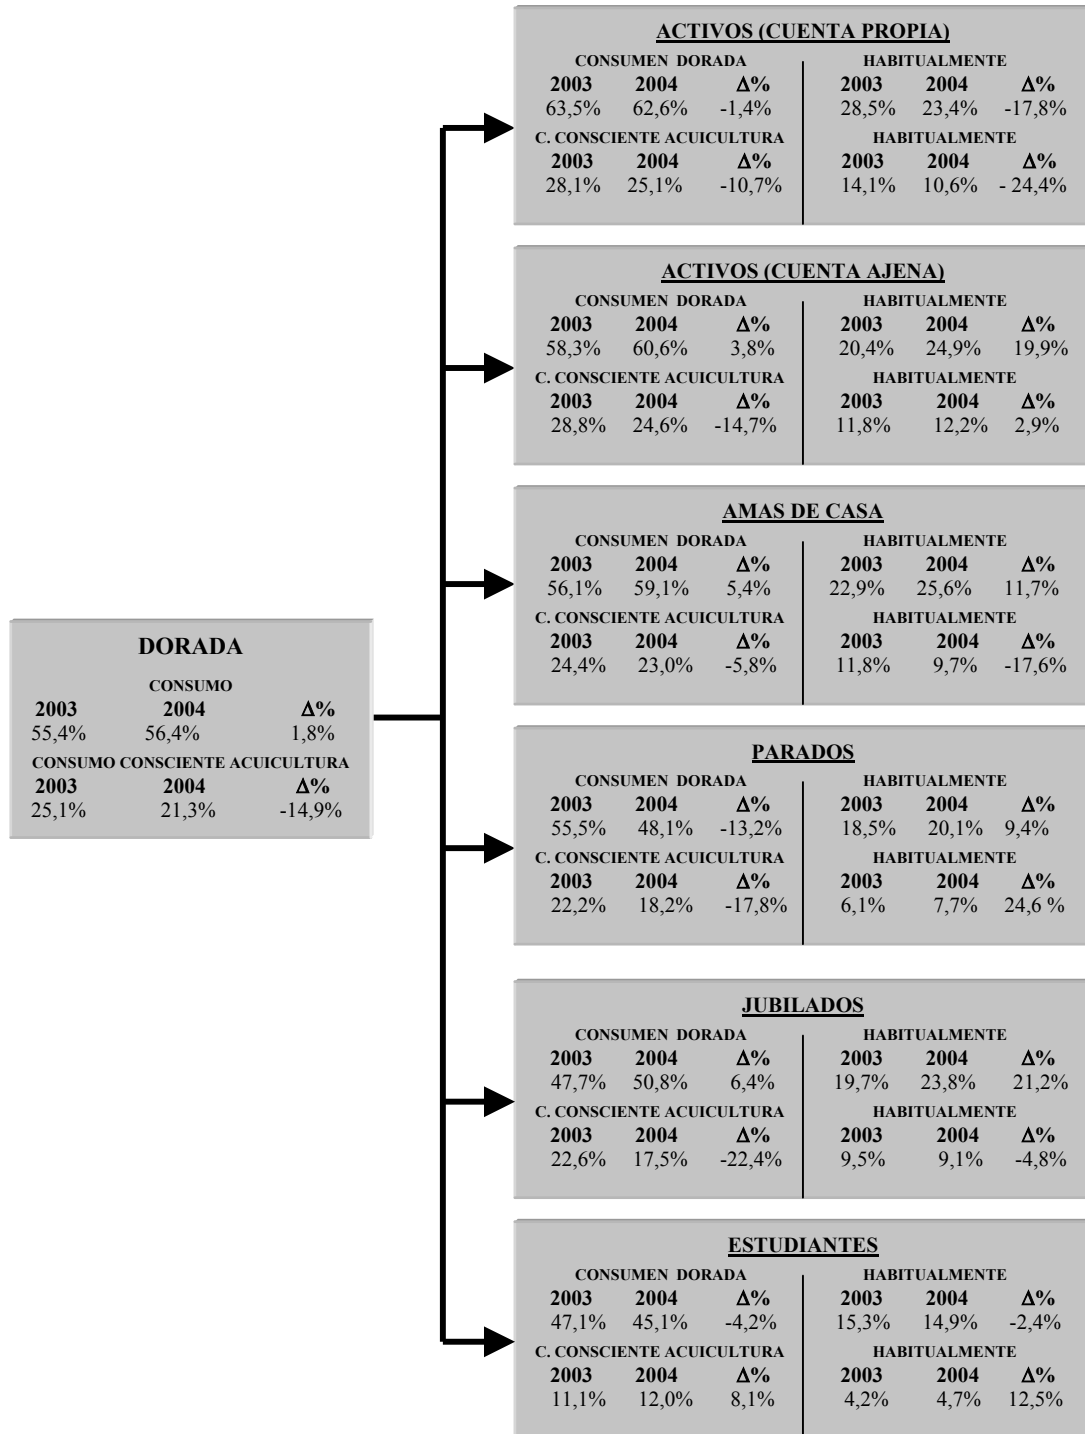 ACTIVOS (CUENTA PROPIA)
CONSUMEN DORADA HABITUALMENTE
2003 2004 Δ% 2003 2004 Δ%
63,5% 62,6% -1,4% 28,5% 23,4% -17,8%
C. CONSCIENTE ACUICULTURA HABITUALMENTE
2003 2004 Δ% 2003 2004 Δ%
28,1% 25,1% -10,7% 14,1% 10,6% - 24,4%
ACTIVOS (CUENTA AJENA)
CONSUMEN DORADA HABITUALMENTE
2003 2004 Δ% 2003 2004 Δ%
58,3% 60,6% 3,8% 20,4% 24,9% 19,9%
C. CONSCIENTE ACUICULTURA HABITUALMENTE
2003 2004 Δ% 2003 2004 Δ%
28,8% 24,6% -14,7% 11,8% 12,2% 2,9%
AMAS DE CASA
CONSUMEN DORADA HABITUALMENTE
2003 2004 Δ% 2003 2004 Δ%
56,1% 59,1% 5,4% 22,9% 25,6% 11,7%
C. CONSCIENTE ACUICULTURA HABITUALMENTE
2003 2004 Δ% 2003 2004 Δ%
24,4% 23,0% -5,8% 11,8% 9,7% -17,6%
DORADA
CONSUMO
2003 2004 Δ%
55,4% 56,4% 1,8%
CONSUMO CONSCIENTE ACUICULTURA
2003 2004 Δ%
25,1% 21,3% -14,9%
PARADOS
CONSUMEN DORADA HABITUALMENTE
2003 2004 Δ% 2003 2004 Δ%
55,5% 48,1% -13,2% 18,5% 20,1% 9,4%
C. CONSCIENTE ACUICULTURA HABITUALMENTE
2003 2004 Δ% 2003 2004 Δ%
22,2% 18,2% -17,8% 6,1% 7,7% 24,6 %
JUBILADOS
CONSUMEN DORADA HABITUALMENTE
2003 2004 Δ% 2003 2004 Δ%
47,7% 50,8% 6,4% 19,7% 23,8% 21,2%
C. CONSCIENTE ACUICULTURA HABITUALMENTE
2003 2004 Δ% 2003 2004 Δ%
22,6% 17,5% -22,4% 9,5% 9,1% -4,8%
ESTUDIANTES
CONSUMEN DORADA HABITUALMENTE
2003 2004 Δ% 2003 2004 Δ%
47,1% 45,1% -4,2% 15,3% 14,9% -2,4%
C. CONSCIENTE ACUICULTURA HABITUALMENTE
2003 2004 Δ% 2003 2004 Δ%
11,1% 12,0% 8,1% 4,2% 4,7% 12,5%